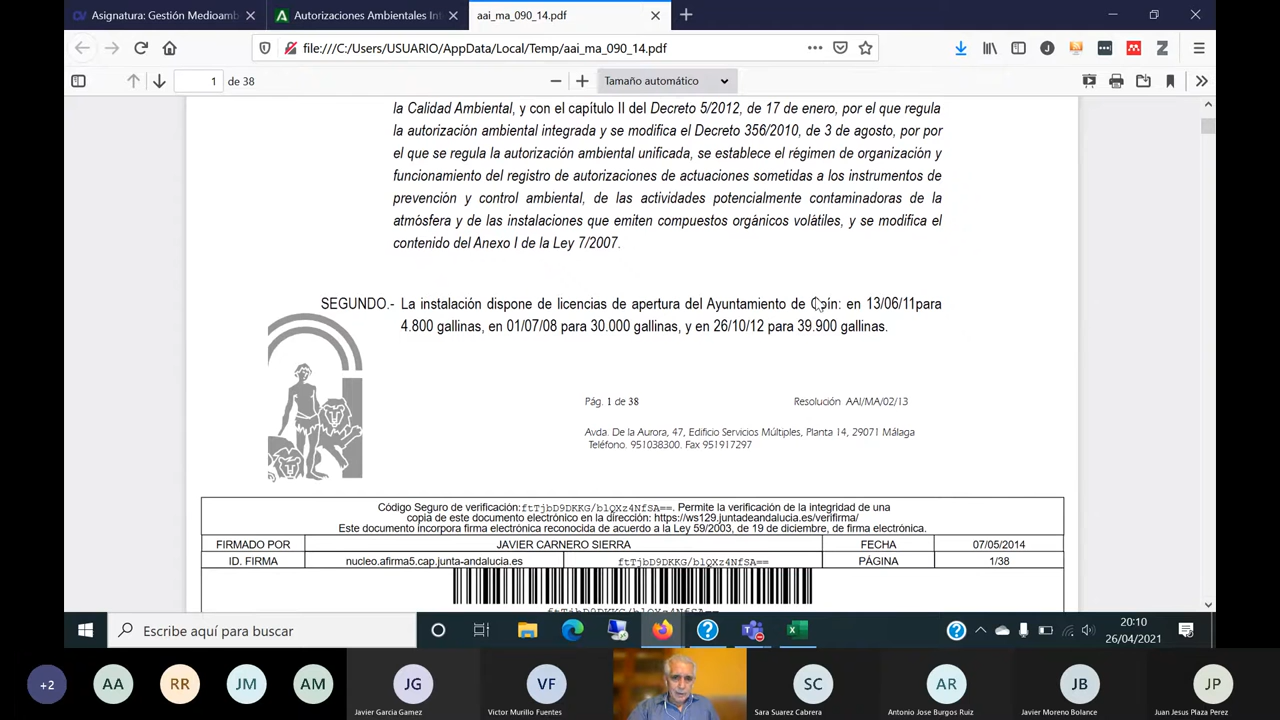 Asignatura: Gestión Medioamb
Autorizaciones Ambientales Int
aai_ma_090_14.pdf
file:///C:/Users/USUARIO/AppData/Local/Temp/aai_ma_090_14.pdf
1 de 38
Tamaño automático
la Calidad Ambiental, y con el capítulo II del Decreto 5/2012, de 17 de enero, por el que regula
la autorización ambiental integrada y se modifica el Decreto 356/2010, de 3 de agosto, por por
el que se regula la autorización ambiental unificada, se establece el régimen de organización y
funcionamiento del registro de autorizaciones de actuaciones sometidas a los instrumentos de
prevención y control ambiental, de las actividades potencialmente contaminadoras de la
atmósfera y de las instalaciones que emiten compuestos orgánicos volátiles, y se modifica el
contenido del Anexo I de la Ley 7/2007.
SEGUNDO.- La instalación dispone de licencias de apertura del Ayuntamiento de Coín: en 13/06/11para
4.800 gallinas, en 01/07/08 para 30.000 gallinas, y en 26/10/12 para 39.900 gallinas.
Pág. 1 de 38 Resolución AAI/MA/02/13
Avda. De la Aurora, 47, Edificio Servicios Múltiples, Planta 14, 29071 Málaga
Teléfono. 951038300. Fax 951917297
Código Seguro de verificación:ftTjbD9DKKG/blQXz4NfSA==. Permite la verificación de la integridad de una
copia de este documento electrónico en la dirección: https://ws129.juntadeandalucia.es/verifirma/
Este documento incorpora firma electrónica reconocida de acuerdo a la Ley 59/2003, de 19 de diciembre, de firma electrónica.
FIRMADO POR JAVIER CARNERO SIERRA FECHA 07/05/2014
ID. FIRMA nucleo.afirma5.cap.junta-andalucia.es ftTjbD9DKKG/blQXz4NfSA== PÁGINA 1/38
ftTjbD9DKKG/blQXz4NfSA==
Escribe aquí para buscar
20:10
26/04/2021
+2 AA RR JM AM JG VF SC AR JB JP
Javier Garcia Gamez Victor Murillo Fuentes Sara Suarez Cabrera Antonio Jose Burgos Ruiz Javier Moreno Bolance Juan Jesus Plaza Perez